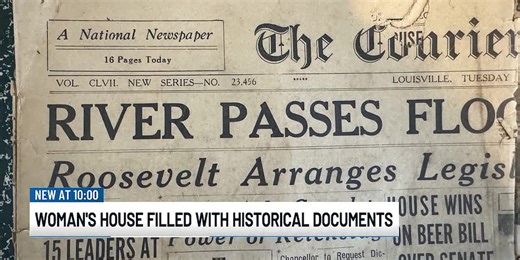 A National Newspaper
16 Pages Today
The Courier
VOL. CLVII. NEW SERIES—NO. 23,456
LOUISVILLE, TUESDAY
RIVER PASSES FLOO
Roosevelt Arranges Legisl
NEW AT 10:00
WOMAN'S HOUSE FILLED WITH HISTORICAL DOCUMENTS
HOUSE WINS
15 LEADERS AT
Power of
ON BEER BILL
Chancellor to Request Dic-
OVER SENATE